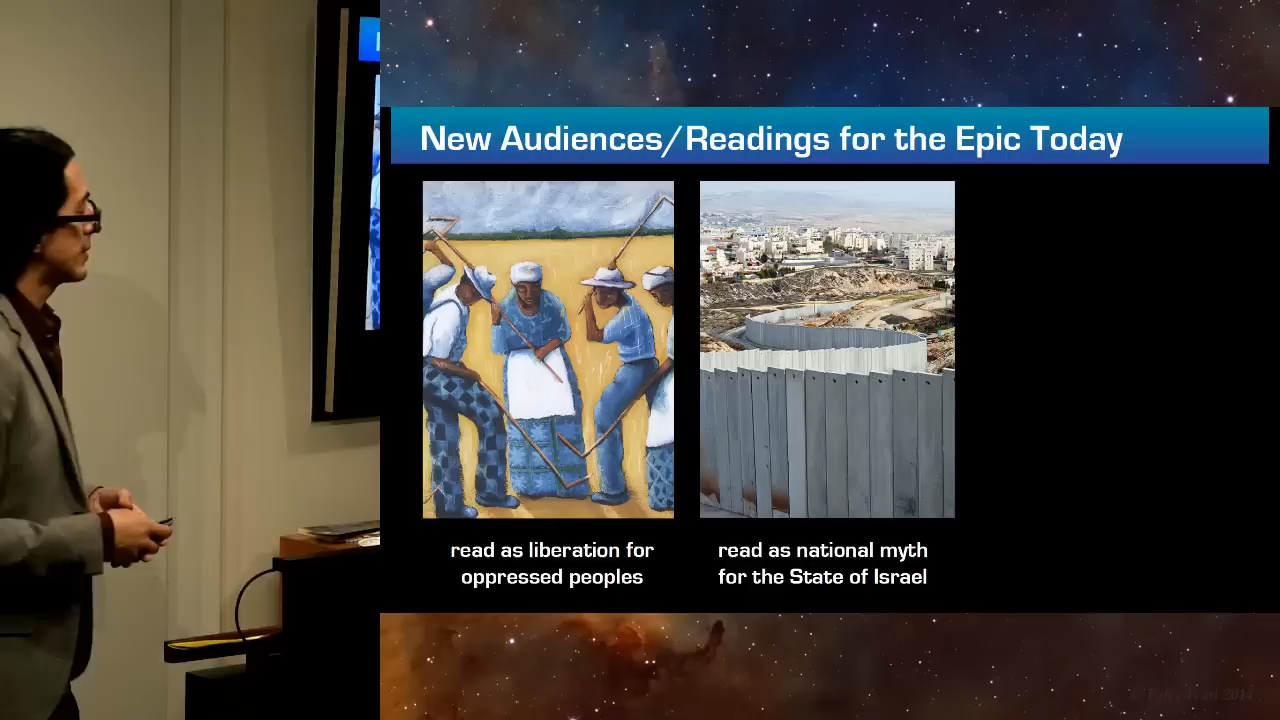 New Audiences/Readings for the Epic Today
read as liberation for
oppressed peoples
read as national myth
for the State of Israel